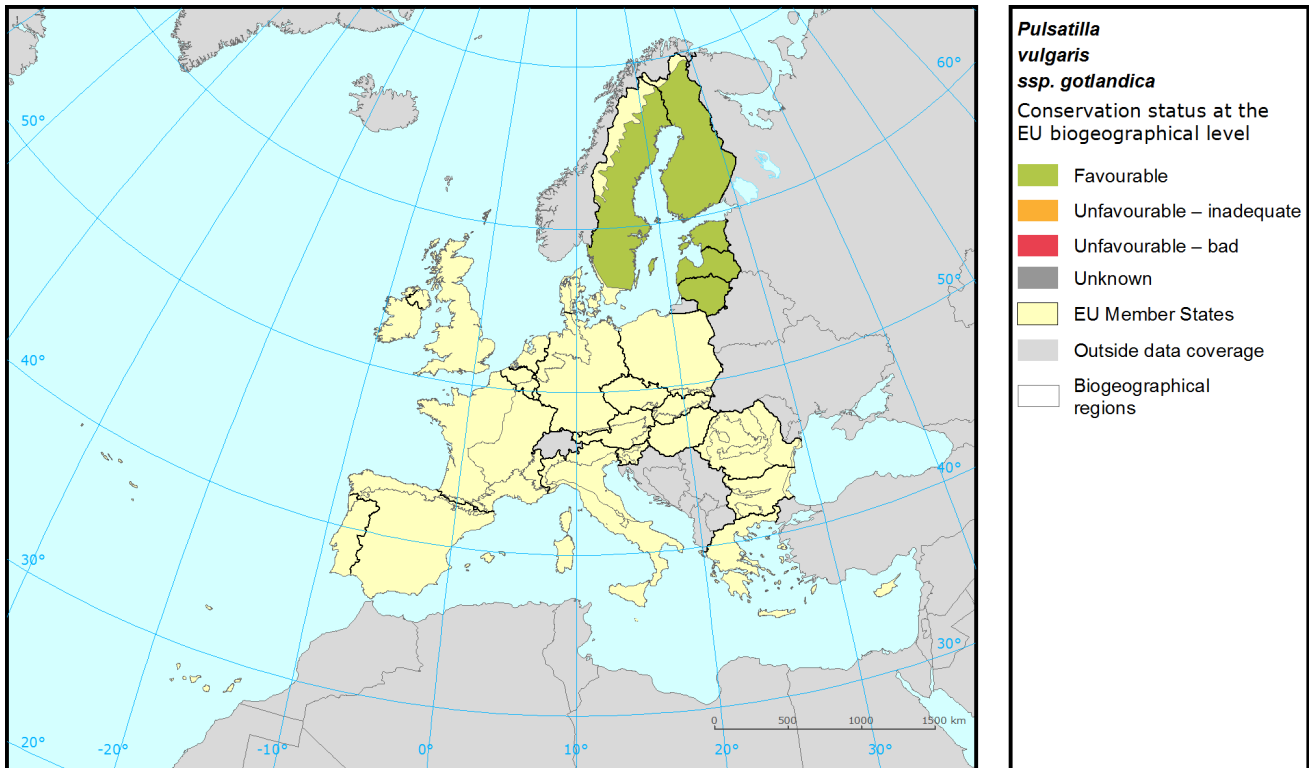 Pulsatilla
vulgaris
ssp. gotlandica
Conservation status at the
EU biogeographical level
Favourable
Unfavourable – inadequate
Unfavourable – bad
Unknown
EU Member States
Outside data coverage
Biogeographical
regions
60°
50°
50°
40°
40°
30°
30°
20°
-20°
-10°
0°
10°
20°
30°
0 500 1000 1500 km